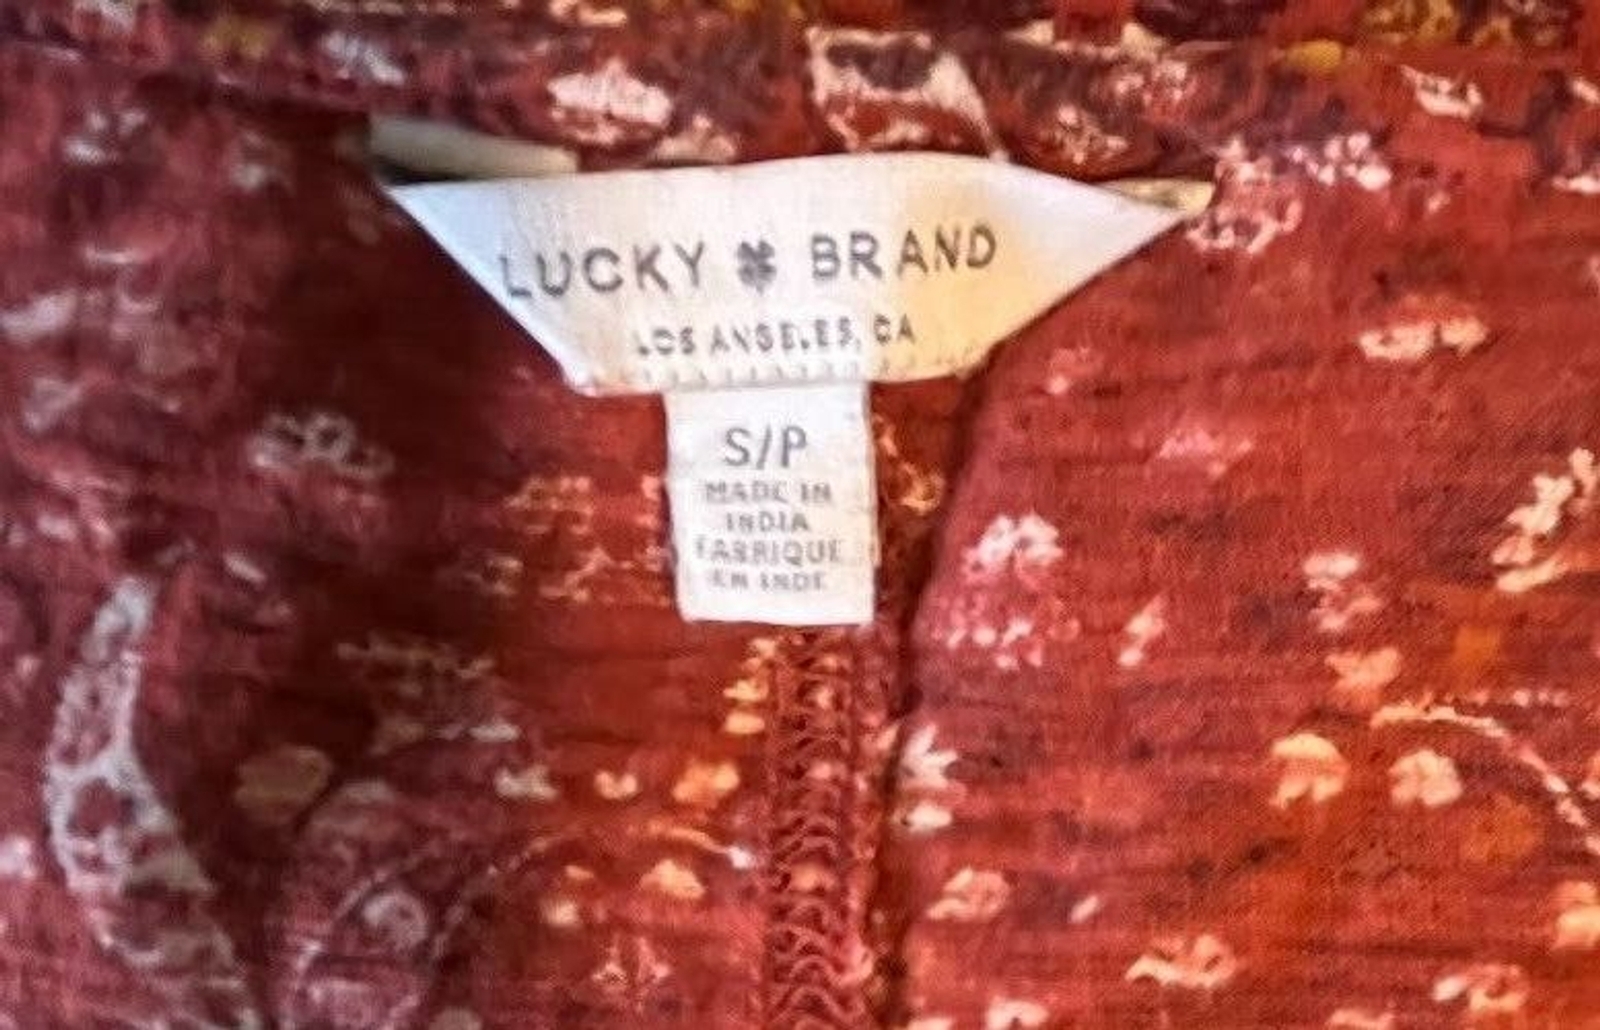 LUCKY BRAND
LOS ANGELES, CA
S/P
MADE IN
INDIA
FABRIQUE
EN INDE